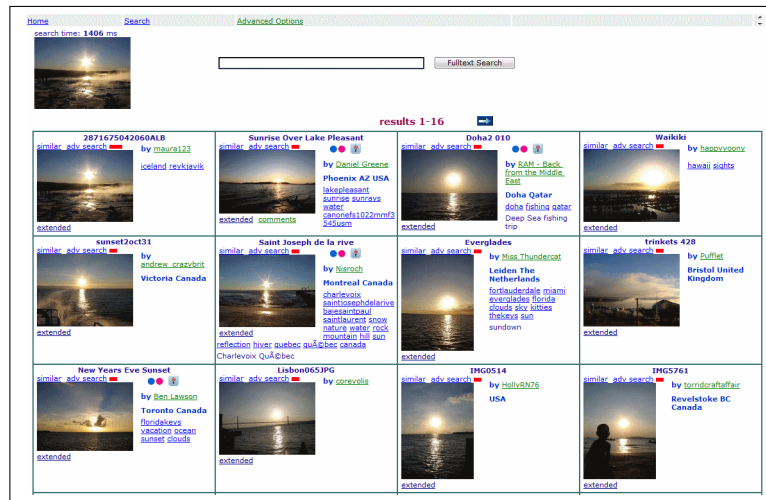 Home Search Advanced Options
search time: 1406 ms
Fulltext Search
results 1-16
2871675042060ALB
similar adv search
by maura123
iceland reykjavik
extended
Sunrise Over Lake Pleasant
similar adv search
by Daniel Greene
Phoenix AZ USA
lakepleasant
sunrise sunrays
water
canonefs1022mmf3
545usm
extended comments
Doha2 010
similar adv search
by RAM - Back
from the Middle
East
Doha Qatar
doha fishing qatar
Deep Sea fishing
trip
extended
Waikiki
similar adv search
by happyyoony
hawaii sights
extended
sunset2oct31
similar adv search
by
andrew_crazybrit
Victoria Canada
extended
Saint Joseph de la rive
similar adv search
by Nisroch
Montreal Canada
charlevoix
saintjosephdelarive
baiesaintpaul
saintlaurent snow
nature water rock
mountain hill sun
extended
reflection hiver quebec quÃ©bec canada
Charlevoix QuÃ©bec
Everglades
similar adv search
by Miss Thundercat
Leiden The
Netherlands
fortlauderdale miami
everglades florida
clouds sky kitties
thekeys sun
sundown
extended
trinkets 428
similar adv search
by Pufflet
Bristol United
Kingdom
extended
New Years Eve Sunset
similar adv search
by Ben Lawson
Toronto Canada
floridakeys
vacation ocean
sunset clouds
extended
Lisbon065JPG
similar adv search
by corevolis
extended
IMG0514
similar adv search
by HollyRN76
USA
extended
IMG5761
similar adv search
by torridcraftaffair
Revelstoke BC
Canada
extended